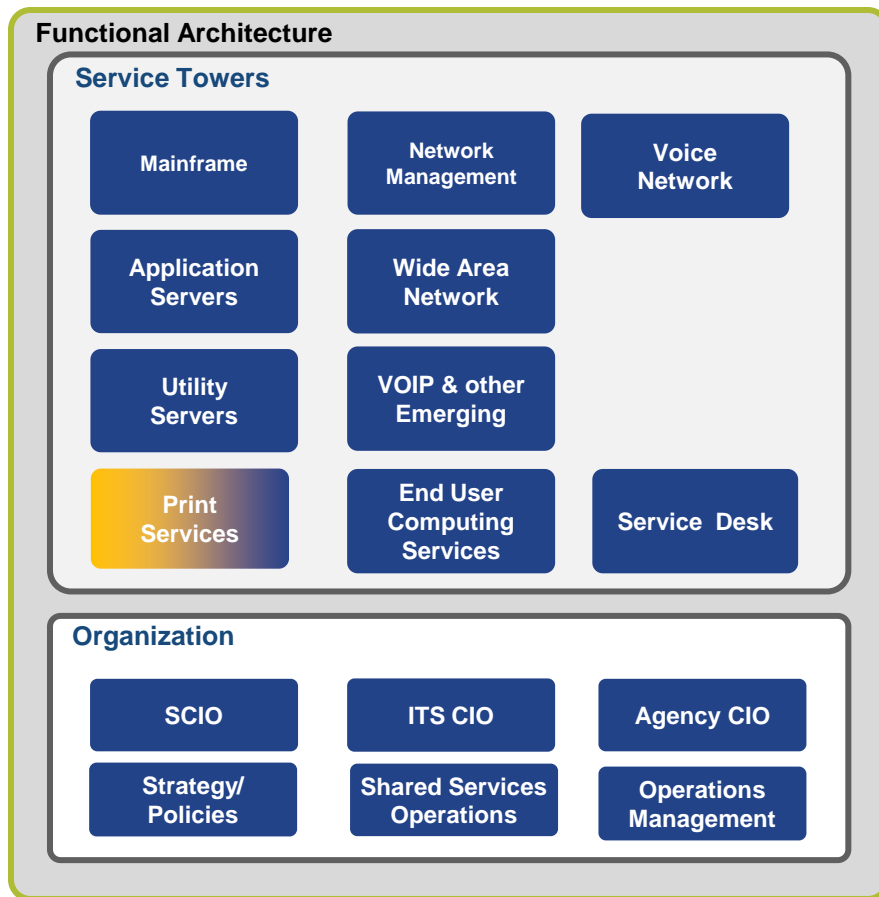 Functional Architecture
Service Towers
Mainframe
Network
Management
Voice
Network
Application
Servers
Wide Area
Network
Utility
Servers
VOIP & other
Emerging
Print
Services
End User
Computing
Services
Service Desk
Organization
SCIO
ITS CIO
Agency CIO
Strategy/
Policies
Shared Services
Operations
Operations
Management